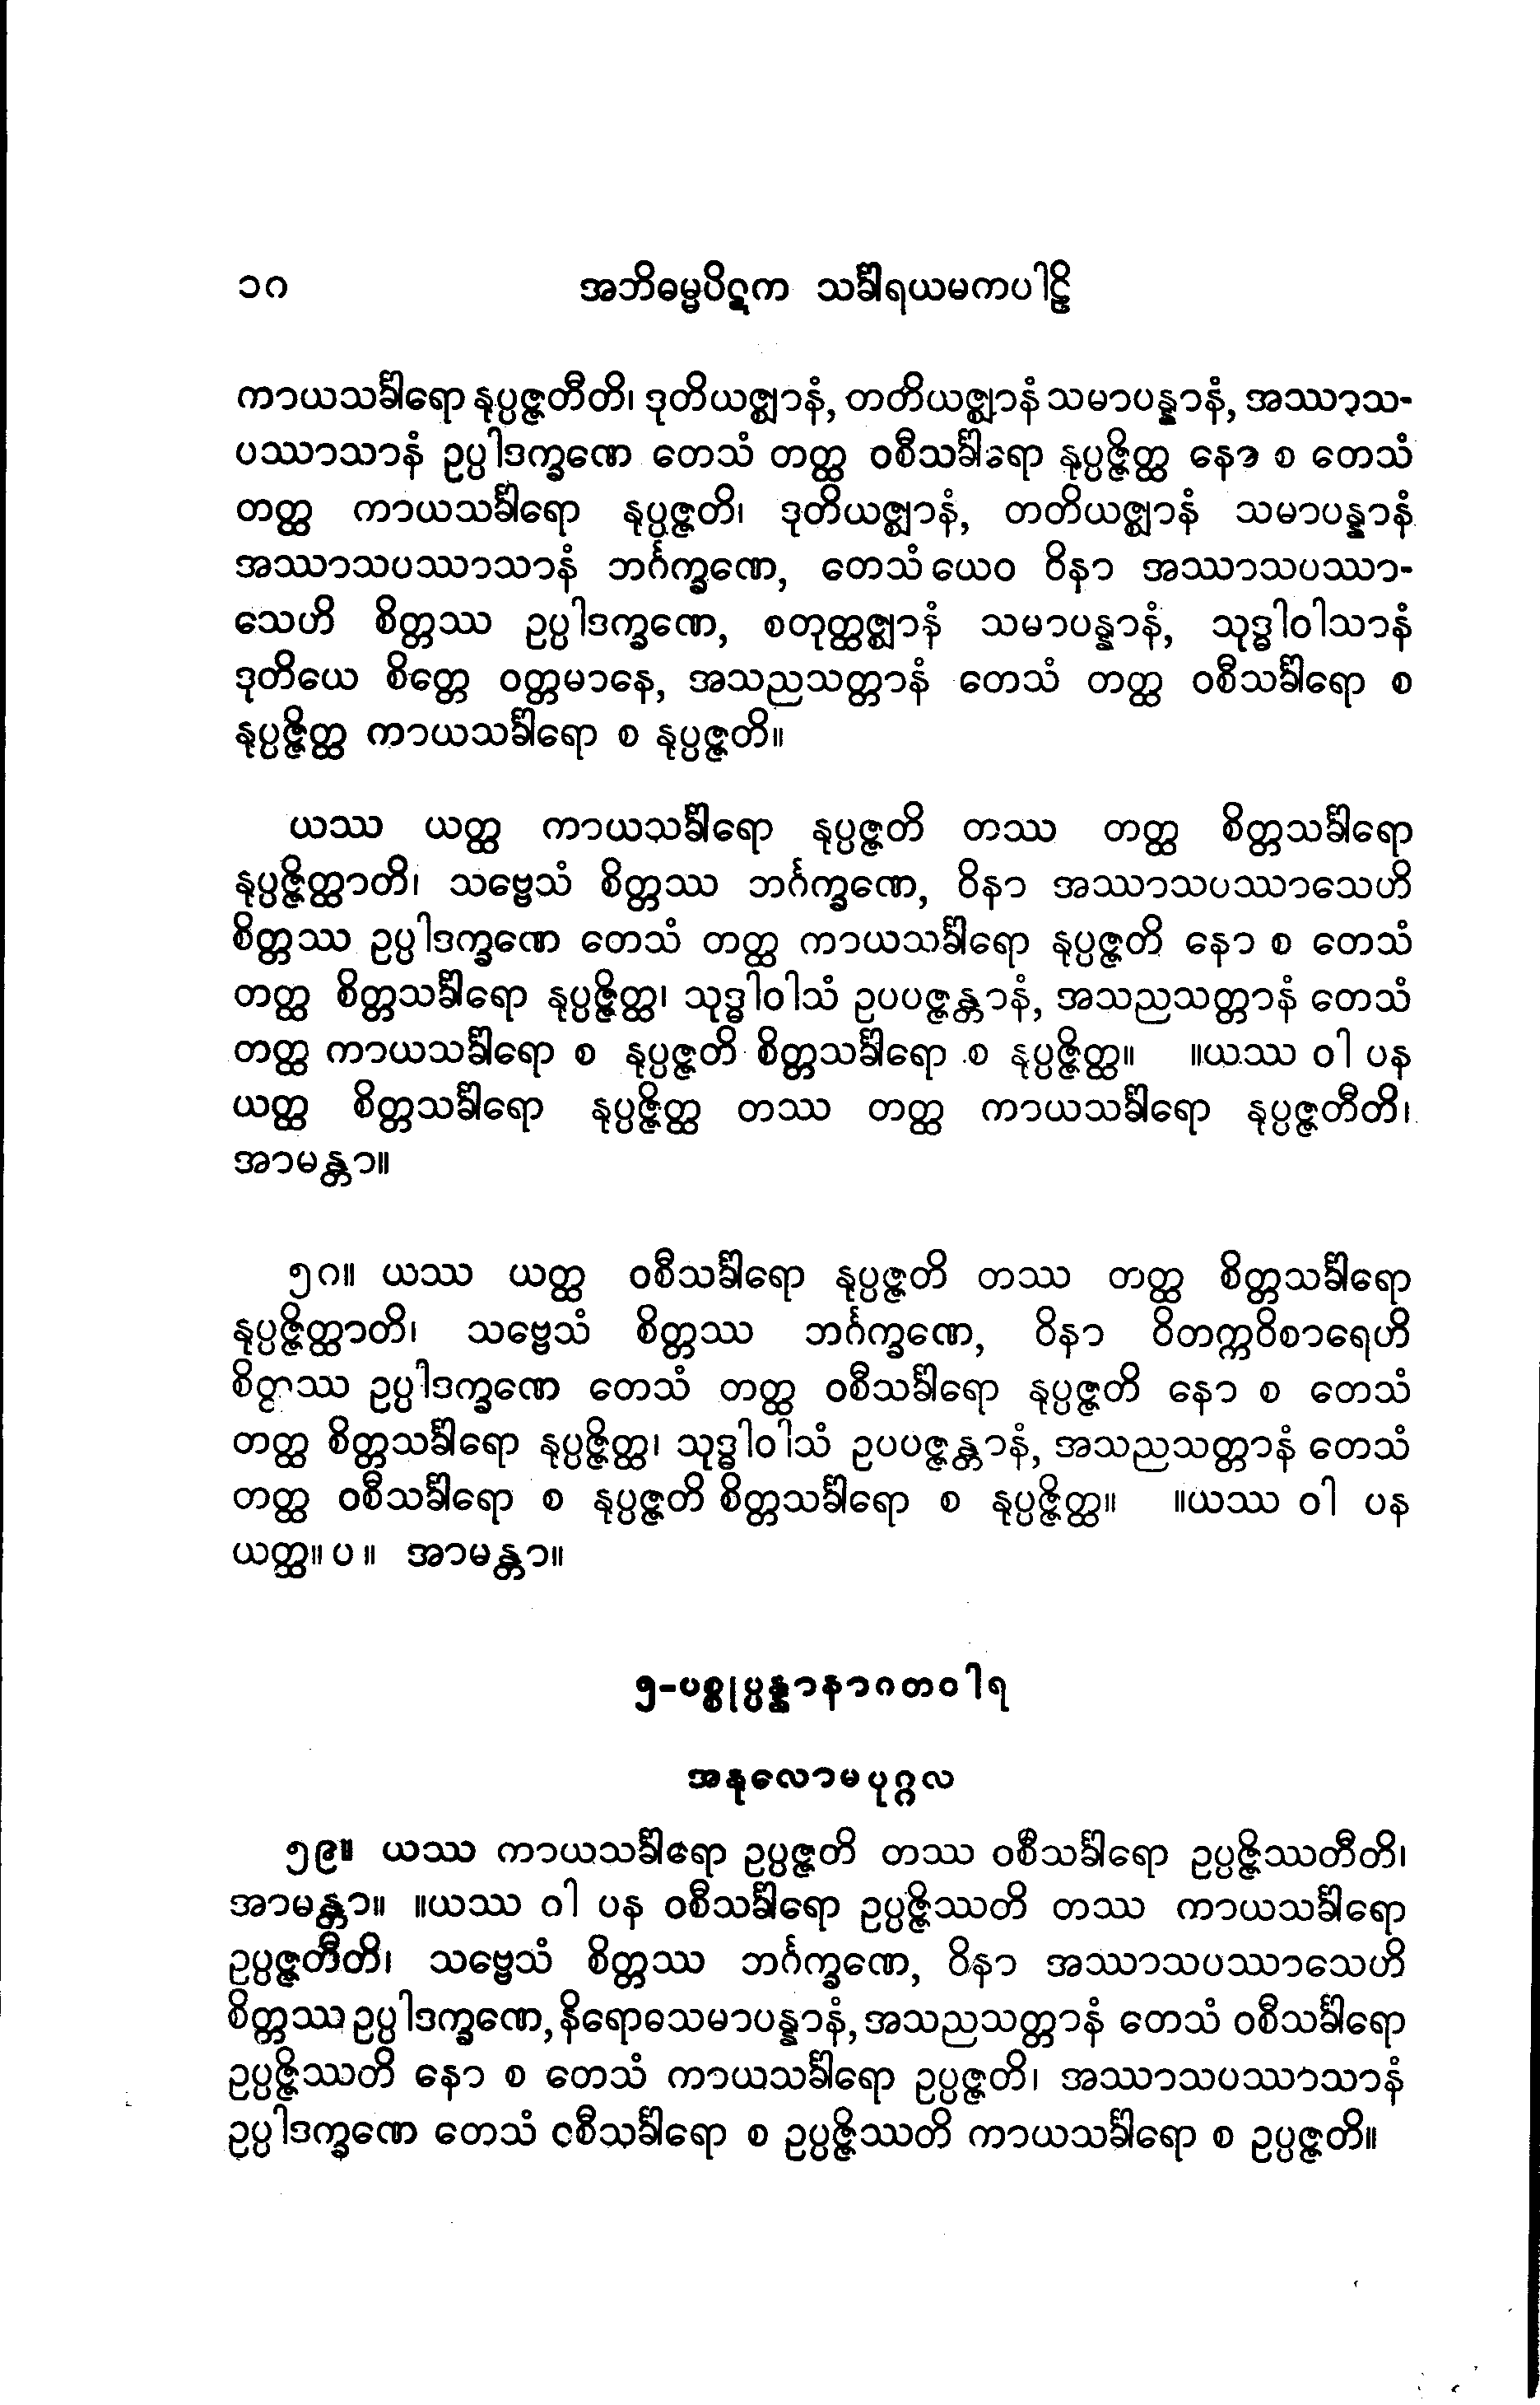 ၁ဂ အဘိဓမ္မပိဋက သင်္ခါရယမကပါဠိ
ကာယသင်္ခါရော နုပ္ပဇ္ဇတီတိ၊ ဒုတိယဇ္ဈာနံ, တတိယဇ္ဈာနံ သမာပန္နာနံ, အဿာသ-
ပဿာသာနံ ဥပ္ပါဒက္ခဏေ တေသံ တတ္ထ ဝစီသင်္ခါရော နုပ္ပဇ္ဇိတ္ထ နော စ တေသံ
တတ္ထ ကာယသင်္ခါရော နုပ္ပဇ္ဇတိ၊ ဒုတိယဇ္ဈာနံ, တတိယဇ္ဈာနံ သမာပန္နာနံ
အဿာသပဿာသာနံ ဘင်္ဂက္ခဏေ, တေသံ ယေဝ ဝိနာ အဿာသပဿာ-
သေဟိ စိတ္တဿ ဥပ္ပါဒက္ခဏေ, စတုတ္ထဇ္ဈာနံ သမာပန္နာနံ, သုဒ္ဓါဝါသာနံ
ဒုတိယေ စိတ္တေ ဝတ္တမာနေ, အသညသတ္တာနံ တေသံ တတ္ထ ဝစီသင်္ခါရော စ
နုပ္ပဇ္ဇိတ္ထ ကာယသင်္ခါရော စ နုပ္ပဇ္ဇတိ။
ယဿ ယတ္ထ ကာယသင်္ခါရော နုပ္ပဇ္ဇတိ တဿ တတ္ထ စိတ္တသင်္ခါရော
နုပ္ပဇ္ဇိတ္ထာတိ၊ သဗ္ဗေသံ စိတ္တဿ ဘင်္ဂက္ခဏေ, ဝိနာ အဿာသပဿာသေဟိ
စိတ္တဿ ဥပ္ပါဒက္ခဏေ တေသံ တတ္ထ ကာယသင်္ခါရော နုပ္ပဇ္ဇတိ နော စ တေသံ
တတ္ထ စိတ္တသင်္ခါရော နုပ္ပဇ္ဇိတ္ထ၊ သုဒ္ဓါဝါသံ ဥပပဇ္ဇန္တာနံ, အသညသတ္တာနံ တေသံ
တတ္ထ ကာယသင်္ခါရော စ နုပ္ပဇ္ဇတိ စိတ္တသင်္ခါရော စ နုပ္ပဇ္ဇိတ္ထ။ ။ယဿ ဝါ ပန
ယတ္ထ စိတ္တသင်္ခါရော နုပ္ပဇ္ဇိတ္ထ တဿ တတ္ထ ကာယသင်္ခါရော နုပ္ပဇ္ဇတီတိ၊
အာမန္တာ။
၅ဂ။ ယဿ ယတ္ထ ဝစီသင်္ခါရော နုပ္ပဇ္ဇတိ တဿ တတ္ထ စိတ္တသင်္ခါရော
နုပ္ပဇ္ဇိတ္ထာတိ၊ သဗ္ဗေသံ စိတ္တဿ ဘင်္ဂက္ခဏေ, ဝိနာ ဝိတက္ကဝိစာရေဟိ
စိတ္တဿ ဥပ္ပါဒက္ခဏေ တေသံ တတ္ထ ဝစီသင်္ခါရော နုပ္ပဇ္ဇတိ နော စ တေသံ
တတ္ထ စိတ္တသင်္ခါရော နုပ္ပဇ္ဇိတ္ထ၊ သုဒ္ဓါဝါသံ ဥပပဇ္ဇန္တာနံ, အသညသတ္တာနံ တေသံ
တတ္ထ ဝစီသင်္ခါရော စ နုပ္ပဇ္ဇတိ စိတ္တသင်္ခါရော စ နုပ္ပဇ္ဇိတ္ထ။ ။ယဿ ဝါ ပန
ယတ္ထ။ ပ ။ အာမန္တာ။
၅-ပစ္စုပ္ပန္နာနာဂတဝါရ
အနုလောမပုဂ္ဂလ
၅၉။ ယဿ ကာယသင်္ခါရော ဥပ္ပဇ္ဇတိ တဿ ဝစီသင်္ခါရော ဥပ္ပဇ္ဇိဿတီတိ၊
အာမန္တာ။ ။ယဿ ဝါ ပန ဝစီသင်္ခါရော ဥပ္ပဇ္ဇိဿတိ တဿ ကာယသင်္ခါရော
ဥပ္ပဇ္ဇတီတိ၊ သဗ္ဗေသံ စိတ္တဿ ဘင်္ဂက္ခဏေ, ဝိနာ အဿာသပဿာသေဟိ
စိတ္တဿ ဥပ္ပါဒက္ခဏေ, နိရောဓသမာပန္နာနံ, အသညသတ္တာနံ တေသံ ဝစီသင်္ခါရော
ဥပ္ပဇ္ဇိဿတိ နော စ တေသံ ကာယသင်္ခါရော ဥပ္ပဇ္ဇတိ၊ အဿာသပဿာသာနံ
ဥပ္ပါဒက္ခဏေ တေသံ ဝစီသင်္ခါရော စ ဥပ္ပဇ္ဇိဿတိ ကာယသင်္ခါရော စ ဥပ္ပဇ္ဇတိ။